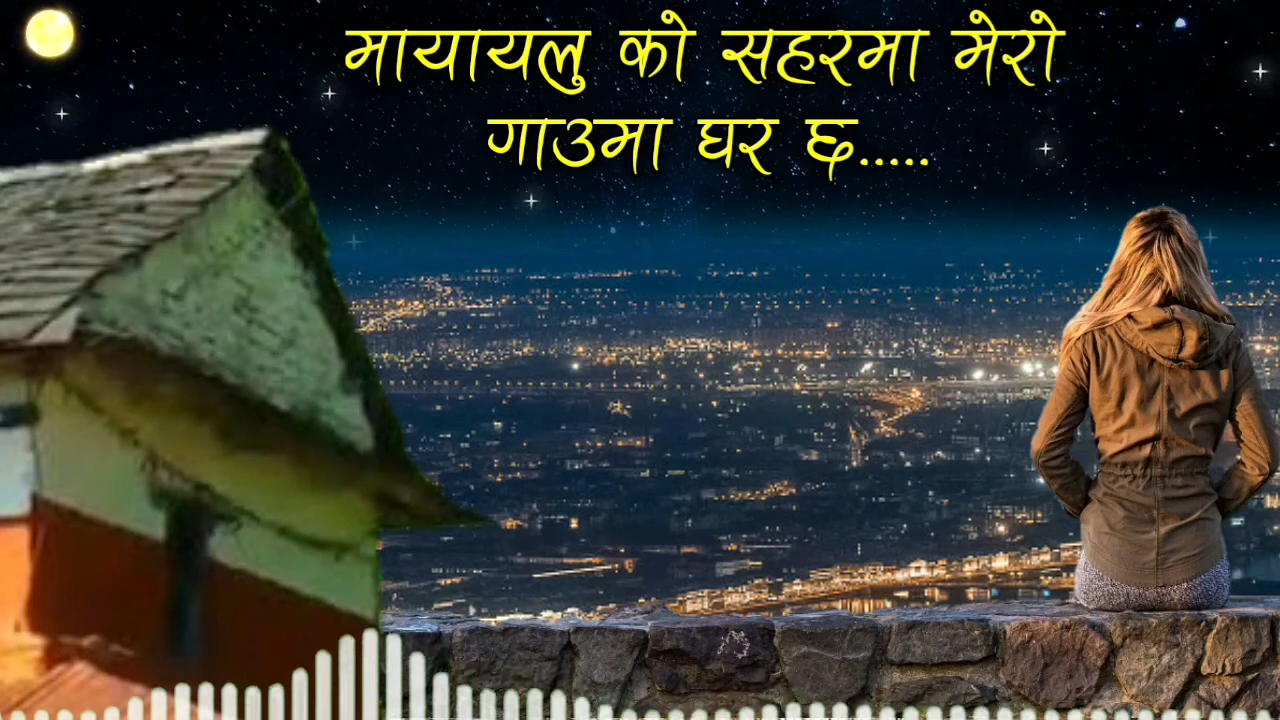 मायायलु को सहरमा मेरो
गाउमा घर छ.....